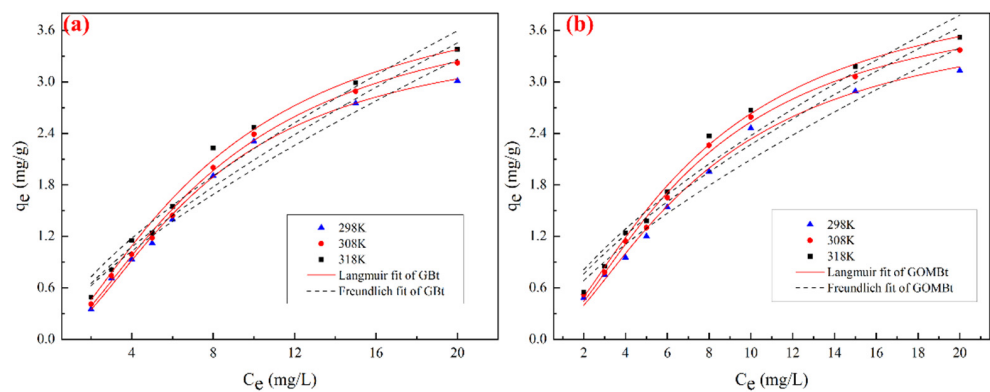 (a)
3.6
3.0
2.4
1.8
1.2
0.6
0.0
qe (mg/g)
298K
308K
318K
Langmuir fit of GBt
Freundlich fit of GBt
4 8 12 16 20
Ce (mg/L)
(b)
3.6
3.0
2.4
1.8
1.2
0.6
0.0
qe (mg/g)
298K
308K
318K
Langmuir fit of GOMBt
Freundlich fit of GOMBt
2 4 6 8 10 12 14 16 18 20
Ce (mg/L)